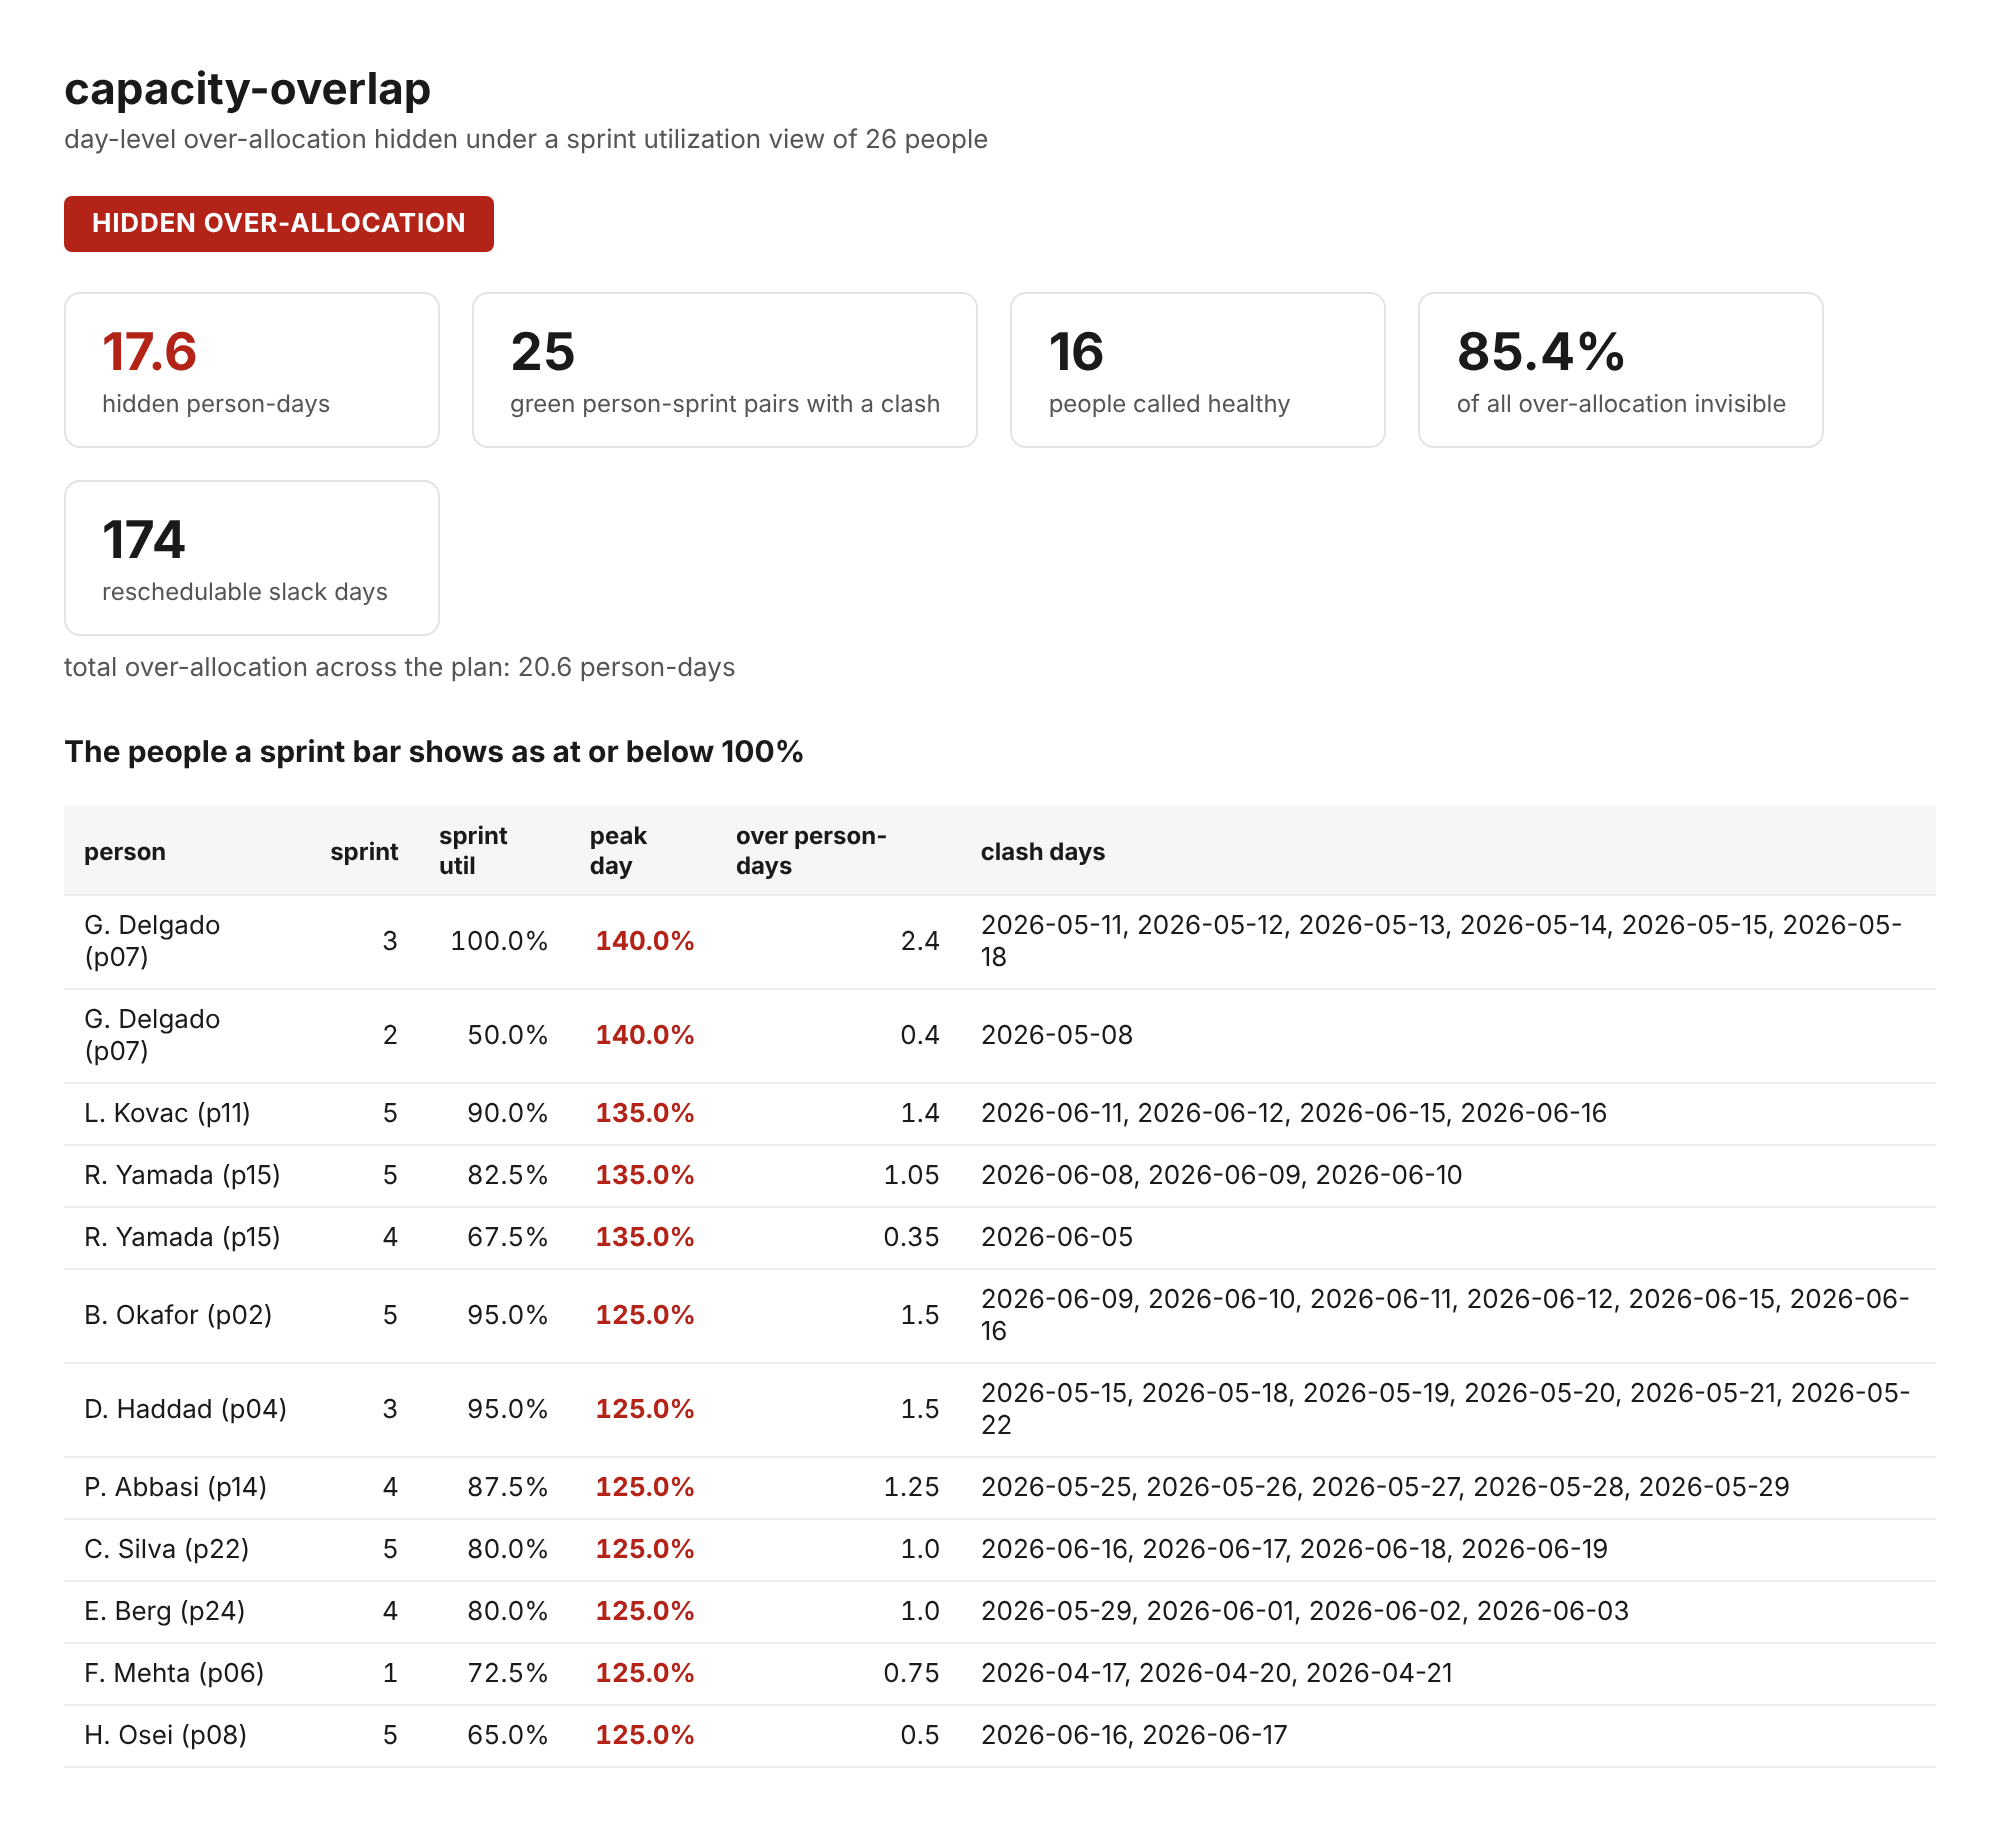 capacity-overlap
day-level over-allocation hidden under a sprint utilization view of 26 people
HIDDEN OVER-ALLOCATION
17.6
hidden person-days
25
green person-sprint pairs with a clash
16
people called healthy
85.4%
of all over-allocation invisible
174
reschedulable slack days
total over-allocation across the plan: 20.6 person-days
The people a sprint bar shows as at or below 100%
person sprint sprint util peak day over person-days clash days
G. Delgado (p07) 3 100.0% 140.0% 2.4 2026-05-11, 2026-05-12, 2026-05-13, 2026-05-14, 2026-05-15, 2026-05-18
G. Delgado (p07) 2 50.0% 140.0% 0.4 2026-05-08
L. Kovac (p11) 5 90.0% 135.0% 1.4 2026-06-11, 2026-06-12, 2026-06-15, 2026-06-16
R. Yamada (p15) 5 82.5% 135.0% 1.05 2026-06-08, 2026-06-09, 2026-06-10
R. Yamada (p15) 4 67.5% 135.0% 0.35 2026-06-05
B. Okafor (p02) 5 95.0% 125.0% 1.5 2026-06-09, 2026-06-10, 2026-06-11, 2026-06-12, 2026-06-15, 2026-06-16
D. Haddad (p04) 3 95.0% 125.0% 1.5 2026-05-15, 2026-05-18, 2026-05-19, 2026-05-20, 2026-05-21, 2026-05-22
P. Abbasi (p14) 4 87.5% 125.0% 1.25 2026-05-25, 2026-05-26, 2026-05-27, 2026-05-28, 2026-05-29
C. Silva (p22) 5 80.0% 125.0% 1.0 2026-06-16, 2026-06-17, 2026-06-18, 2026-06-19
E. Berg (p24) 4 80.0% 125.0% 1.0 2026-05-29, 2026-06-01, 2026-06-02, 2026-06-03
F. Mehta (p06) 1 72.5% 125.0% 0.75 2026-04-17, 2026-04-20, 2026-04-21
H. Osei (p08) 5 65.0% 125.0% 0.5 2026-06-16, 2026-06-17